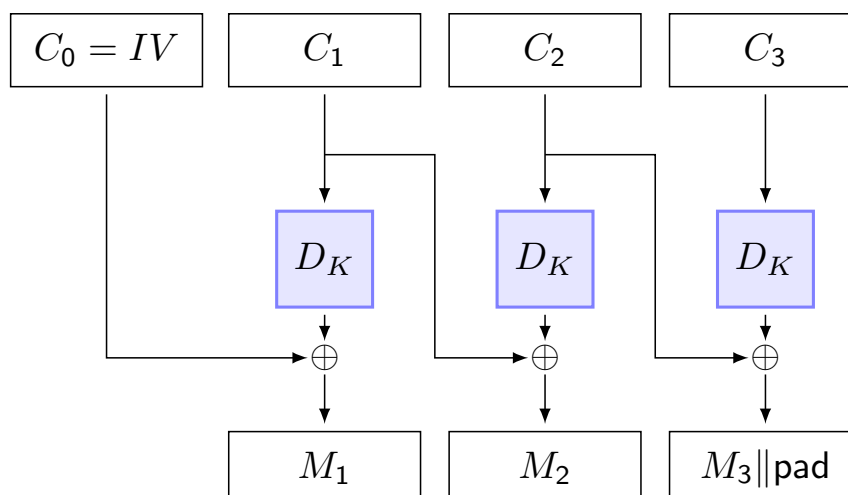 C₀ = IV C₁ C₂ C₃
D_K D_K D_K
M₁ M₂ M₃‖pad